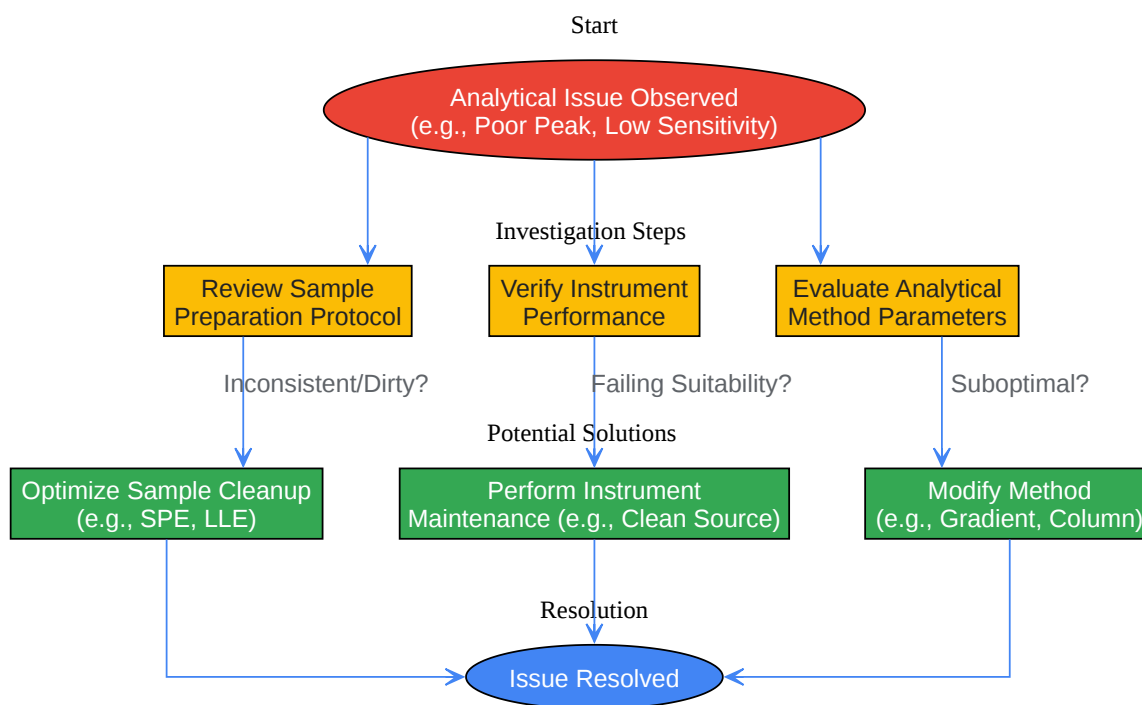 Start
Analytical Issue Observed
(e.g., Poor Peak, Low Sensitivity)
Investigation Steps
Review Sample
Preparation Protocol
Verify Instrument
Performance
Evaluate Analytical
Method Parameters
Inconsistent/Dirty?
Failing Suitability?
Suboptimal?
Potential Solutions
Optimize Sample Cleanup
(e.g., SPE, LLE)
Perform Instrument
Maintenance (e.g., Clean Source)
Modify Method
(e.g., Gradient, Column)
Resolution
Issue Resolved